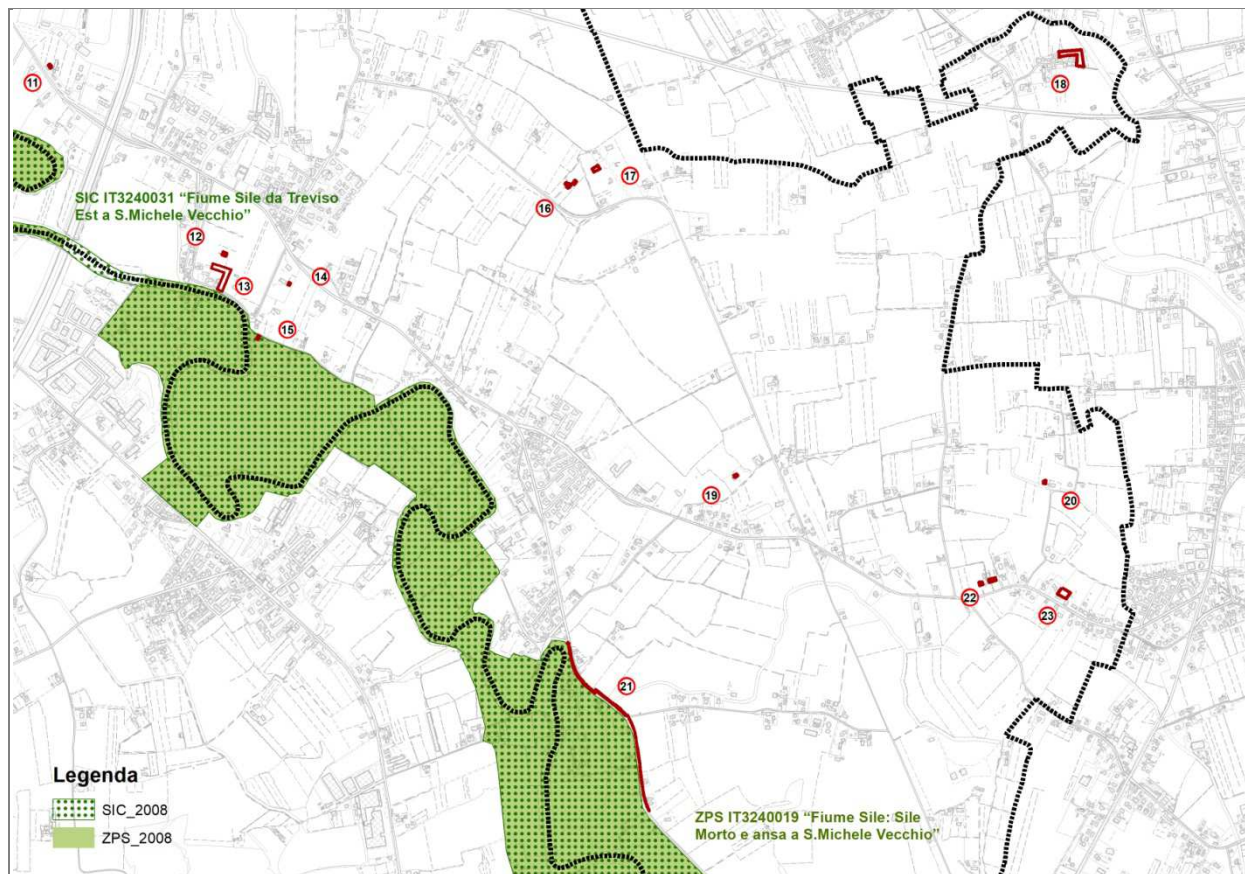 11
18
17
SIC IT3240031 “Fiume Sile da Treviso
Est a S.Michele Vecchio”
16
12
14
13
15
19
20
22
23
21
Legenda
SIC_2008
ZPS_2008
ZPS IT3240019 “Fiume Sile: Sile
Morto e ansa a S.Michele Vecchio”